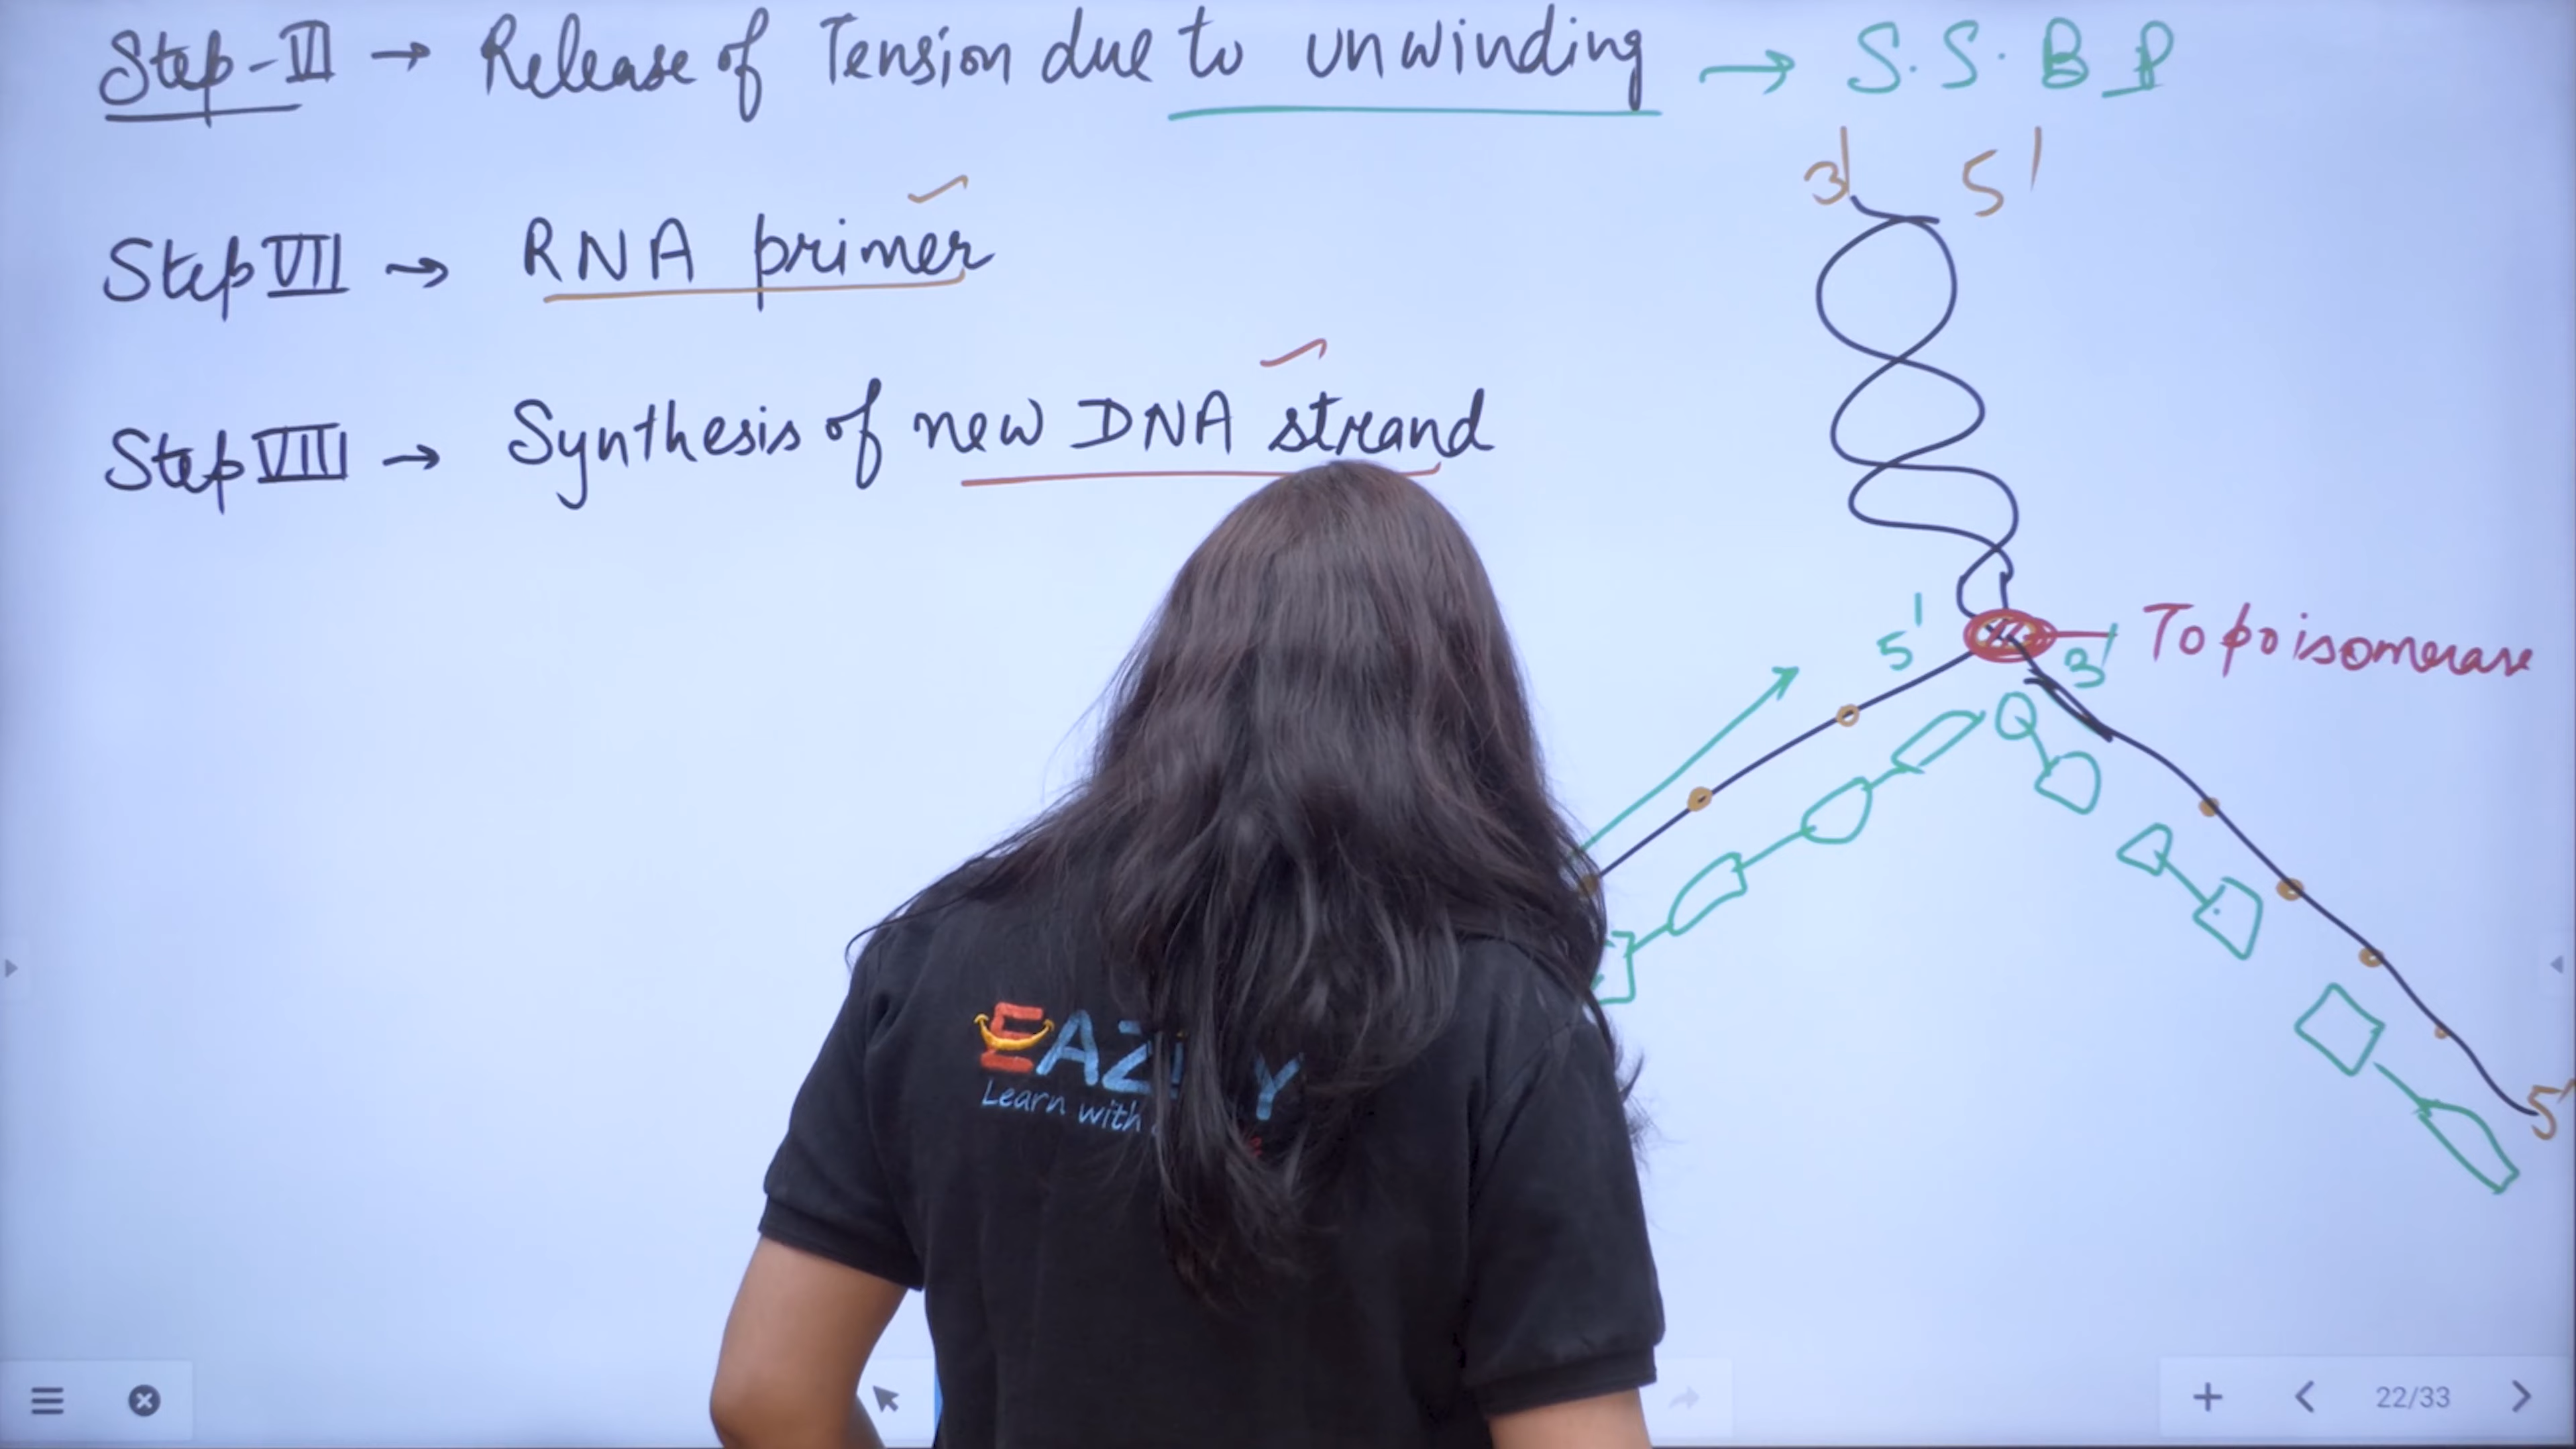 Step-VI → Release of Tension due to unwinding → S.S.B.P
3' 5'
Step VII → RNA primer
Step VIII → Synthesis of new DNA strand
5' 3' Topoisomerase
5'
Learn with
22/33